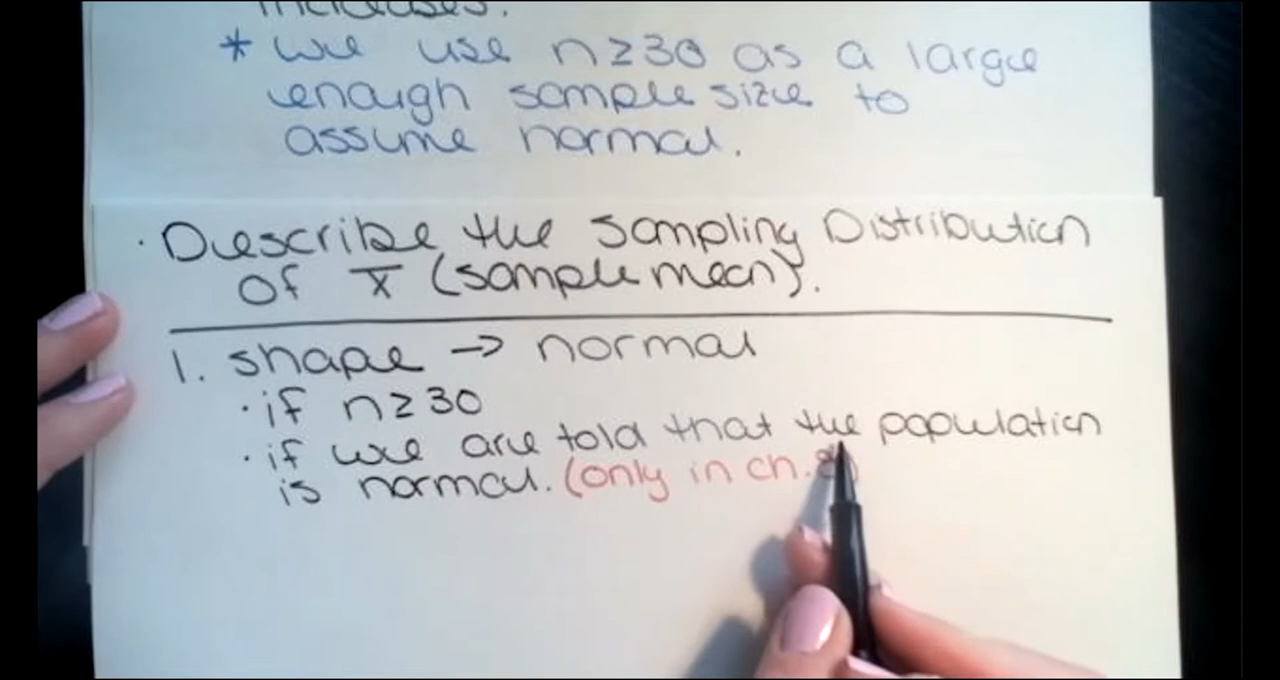 increases.
* we use n≥30 as a large
enough sample size to
assume normal.
· Describe the Sampling Distribution
of x̅ (sample mean).
1. shape → normal
· if n≥30
· if we are told that the population
is normal. (only in ch.